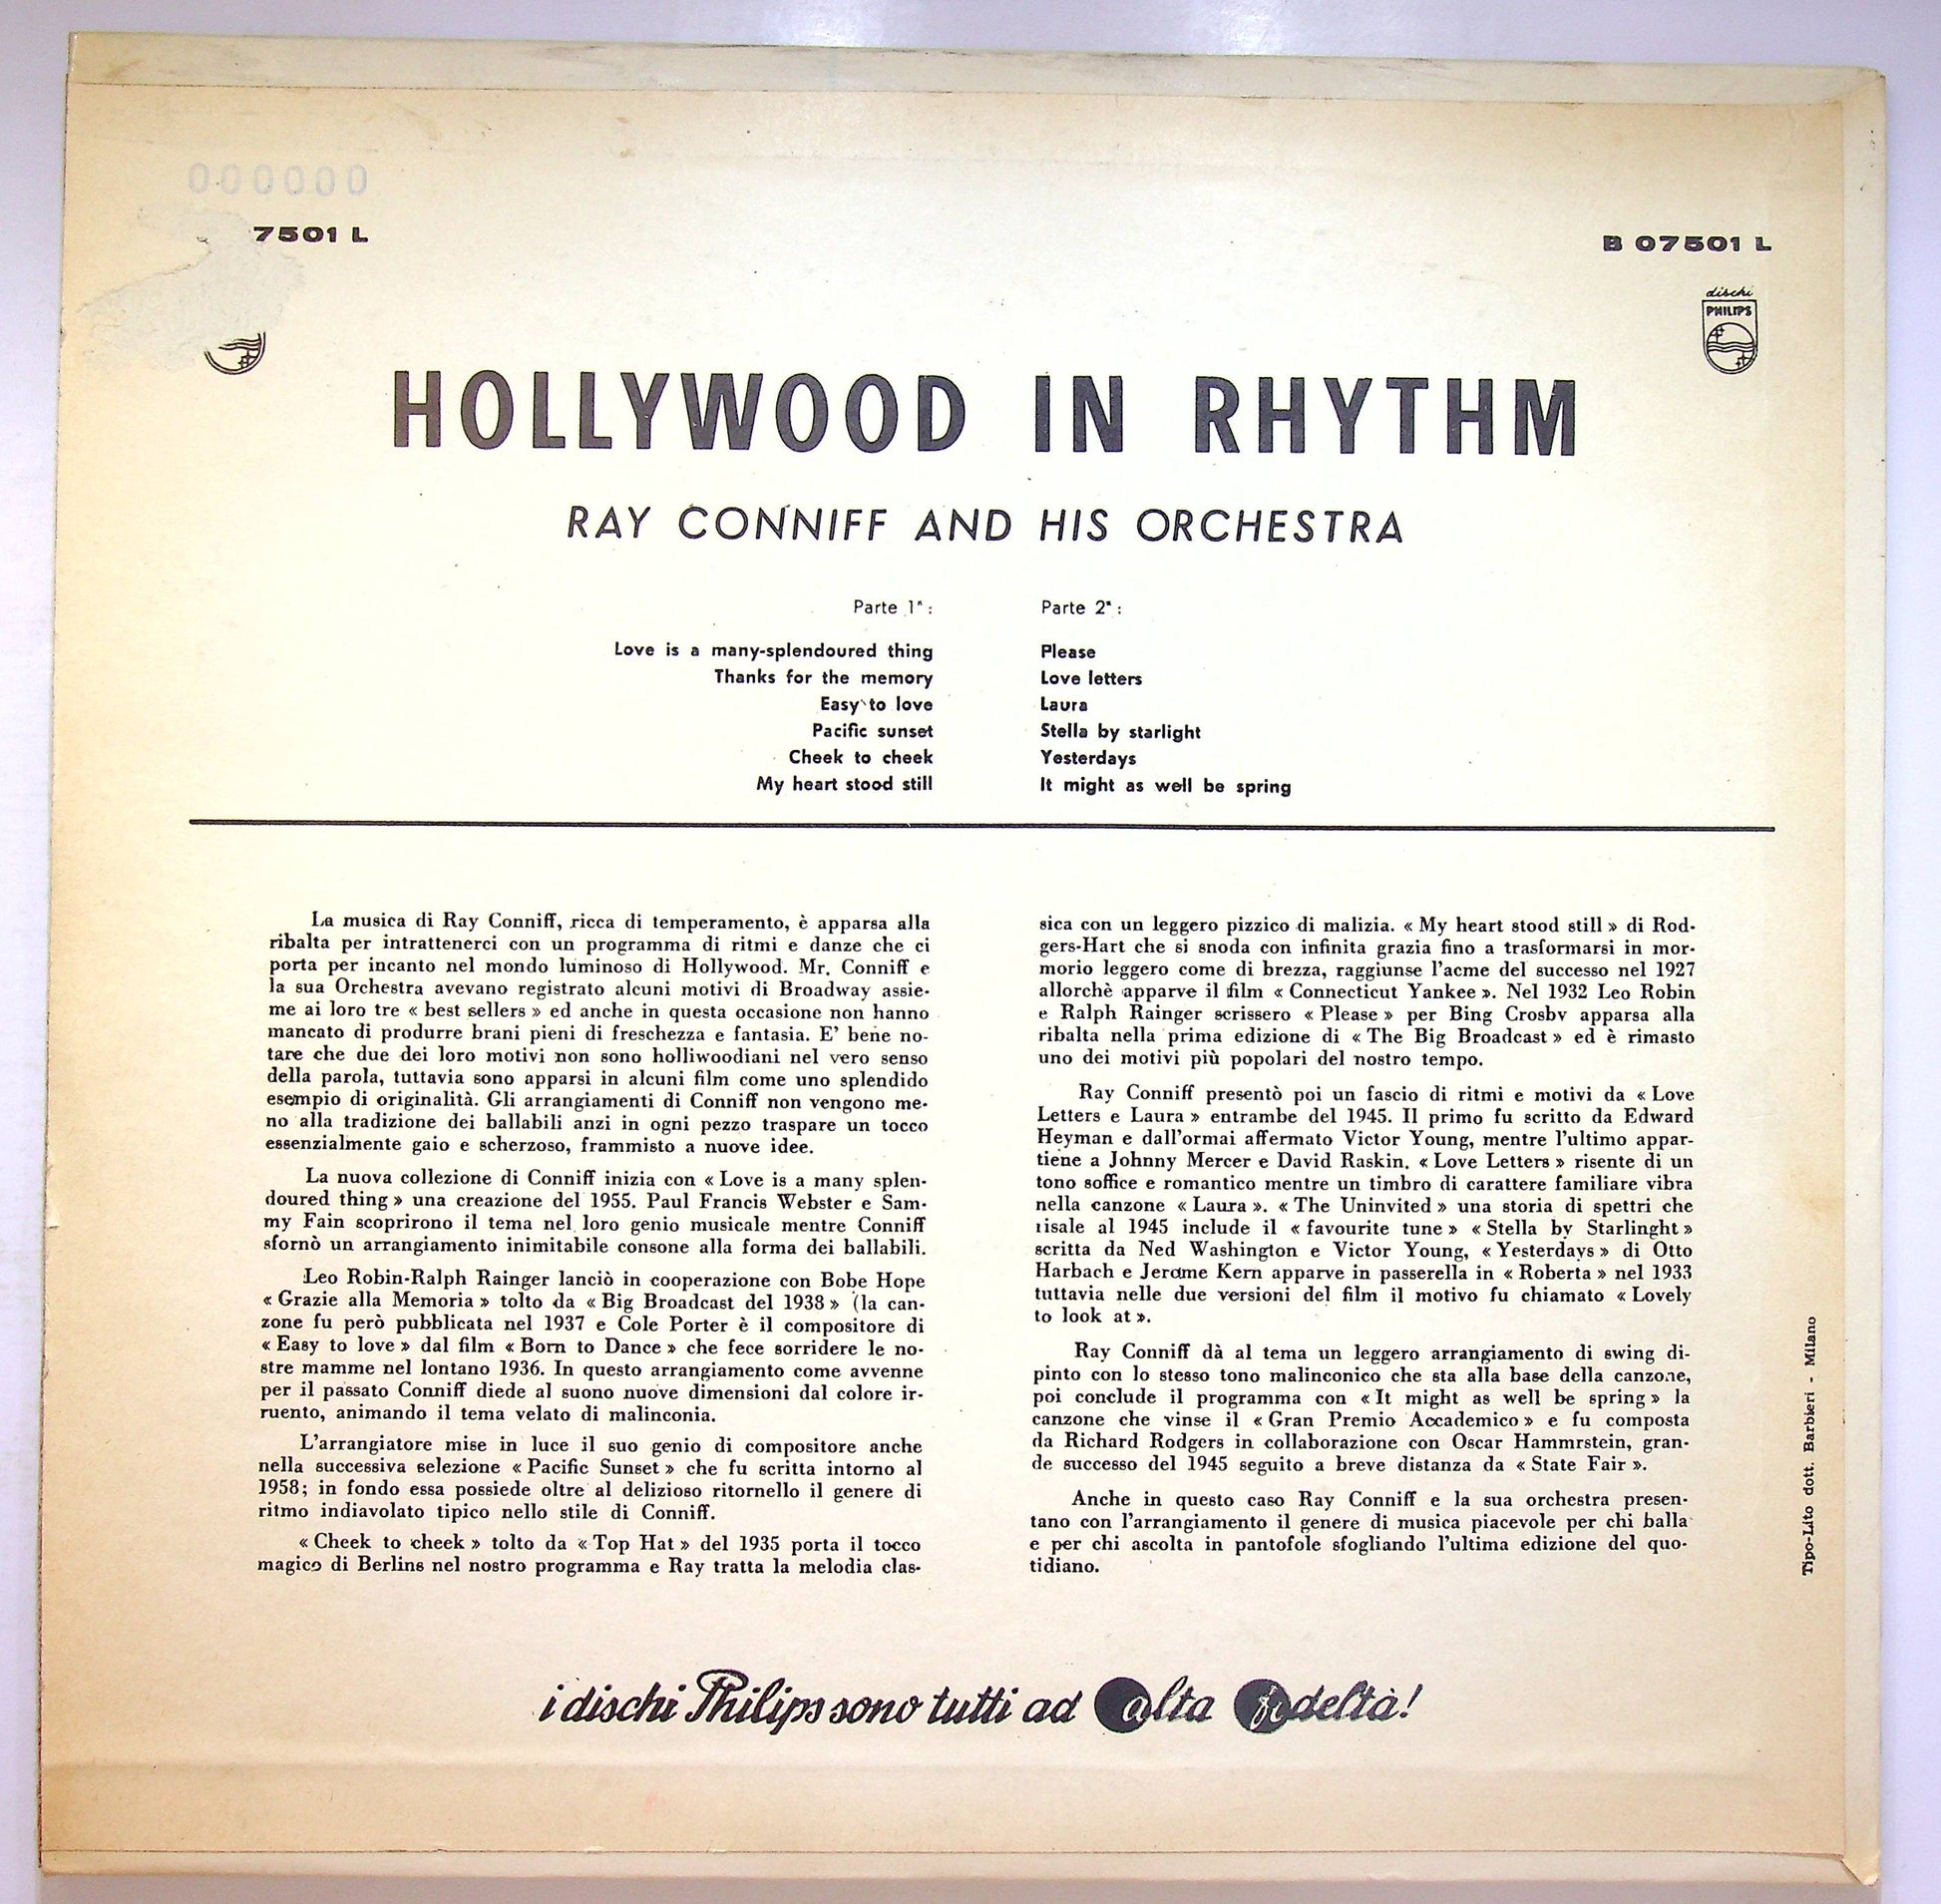 000000
7501 L
B 07501 L
dischi
PHILIPS
HOLLYWOOD IN RHYTHM
RAY CONNIFF AND HIS ORCHESTRA
Parte 1ª:
Love is a many-splendoured thing
Thanks for the memory
Easy to love
Pacific sunset
Cheek to cheek
My heart stood still
Parte 2ª:
Please
Love letters
Laura
Stella by starlight
Yesterdays
It might as well be spring
La musica di Ray Conniff, ricca di temperamento, è apparsa alla
ribalta per intrattenerci con un programma di ritmi e danze che ci
porta per incanto nel mondo luminoso di Hollywood. Mr. Conniff e
la sua Orchestra avevano registrato alcuni motivi di Broadway assie-
me ai loro tre « best sellers » ed anche in questa occasione non hanno
mancato di produrre brani pieni di freschezza e fantasia. E' bene no-
tare che due dei loro motivi non sono holliwoodiani nel vero senso
della parola, tuttavia sono apparsi in alcuni film come uno splendido
esempio di originalità. Gli arrangiamenti di Conniff non vengono me-
no alla tradizione dei ballabili anzi in ogni pezzo traspare un tocco
essenzialmente gaio e scherzoso, frammisto a nuove idee.
La nuova collezione di Conniff inizia con « Love is a many splen-
doured thing » una creazione del 1955. Paul Francis Webster e Sam-
my Fain scoprirono il tema nel loro genio musicale mentre Conniff
sfornò un arrangiamento inimitabile consone alla forma dei ballabili.
Leo Robin-Ralph Rainger lanciò in cooperazione con Bobe Hope
« Grazie alla Memoria » tolto da « Big Broadcast del 1938 » (la can-
zone fu però pubblicata nel 1937 e Cole Porter è il compositore di
« Easy to love » dal film « Born to Dance » che fece sorridere le no-
stre mamme nel lontano 1936. In questo arrangiamento come avvenne
per il passato Conniff diede al suono nuove dimensioni dal colore ir-
ruento, animando il tema velato di malinconia.
L'arrangiatore mise in luce il suo genio di compositore anche
nella successiva selezione « Pacific Sunset » che fu scritta intorno al
1958; in fondo essa possiede oltre al delizioso ritornello il genere di
ritmo indiavolato tipico nello stile di Conniff.
« Cheek to cheek » tolto da « Top Hat » del 1935 porta il tocco
magico di Berlins nel nostro programma e Ray tratta la melodia clas-
sica con un leggero pizzico di malizia. « My heart stood still » di Rod-
gers-Hart che si snoda con infinita grazia fino a trasformarsi in mor-
morio leggero come di brezza, raggiunse l'acme del successo nel 1927
allorchè apparve il film « Connecticut Yankee ». Nel 1932 Leo Robin
e Ralph Rainger scrissero « Please » per Bing Crosby apparsa alla
ribalta nella prima edizione di « The Big Broadcast » ed è rimasto
uno dei motivi più popolari del nostro tempo.
Ray Conniff presentò poi un fascio di ritmi e motivi da « Love
Letters e Laura » entrambe del 1945. Il primo fu scritto da Edward
Heyman e dall'ormai affermato Victor Young, mentre l'ultimo appar-
tiene a Johnny Mercer e David Raskin. « Love Letters » risente di un
tono soffice e romantico mentre un timbro di carattere familiare vibra
nella canzone « Laura ». « The Uninvited » una storia di spettri che
risale al 1945 include il « favourite tune » « Stella by Starlinght »
scritta da Ned Washington e Victor Young, « Yesterdays » di Otto
Harbach e Jerome Kern apparve in passerella in « Roberta » nel 1933
tuttavia nelle due versioni del film il motivo fu chiamato « Lovely
to look at ».
Ray Conniff dà al tema un leggero arrangiamento di swing di-
pinto con lo stesso tono malinconico che sta alla base della canzone,
poi conclude il programma con « It might as well be spring » la
canzone che vinse il « Gran Premio Accademico » e fu composta
da Richard Rodgers in collaborazione con Oscar Hammrstein, gran-
de successo del 1945 seguito a breve distanza da « State Fair ».
Anche in questo caso Ray Conniff e la sua orchestra presen-
tano con l'arrangiamento il genere di musica piacevole per chi balla
e per chi ascolta in pantofole sfogliando l'ultima edizione del quo-
tidiano.
Tipo-Lito dott. Barbieri - Milano
i dischi Philips sono tutti ad alta fedeltà!